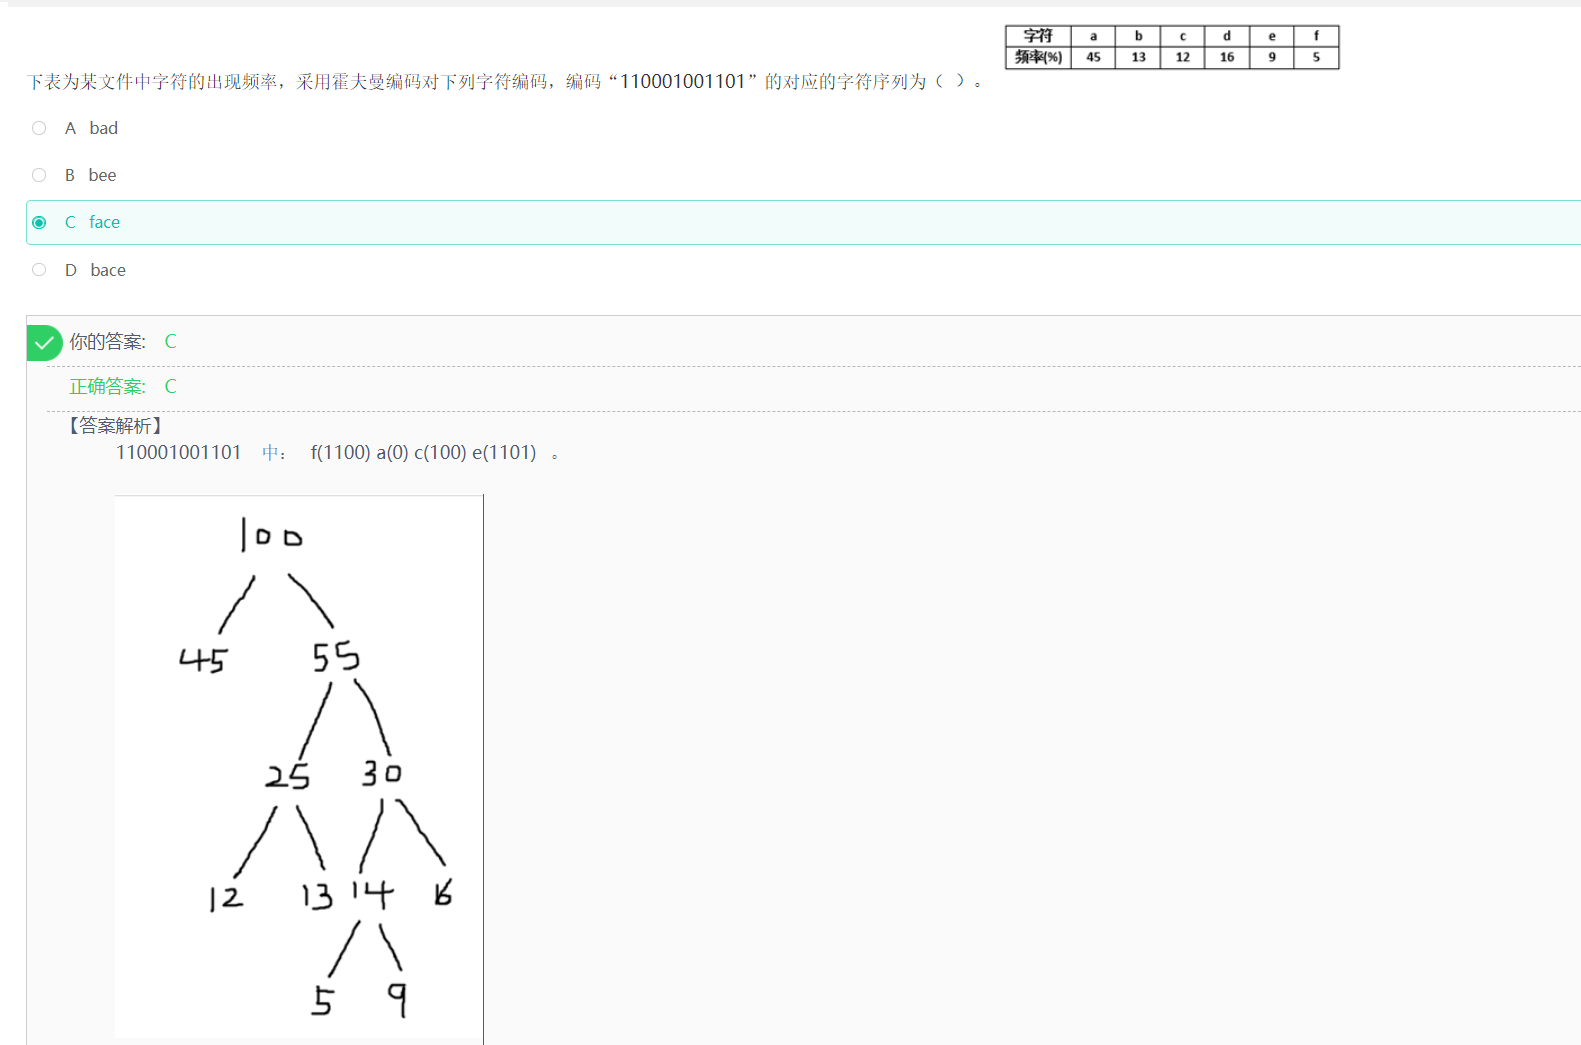 字符 a b c d e f
频率(%) 45 13 12 16 9 5
下表为某文件中字符的出现频率，采用霍夫曼编码对下列字符编码，编码“110001001101”的对应的字符序列为（ ）。
A bad
B bee
C face
D bace
你的答案: C
正确答案: C
【答案解析】
110001001101 中： f(1100) a(0) c(100) e(1101) 。
100
45 55
25 30
12 13 14 16
5 9